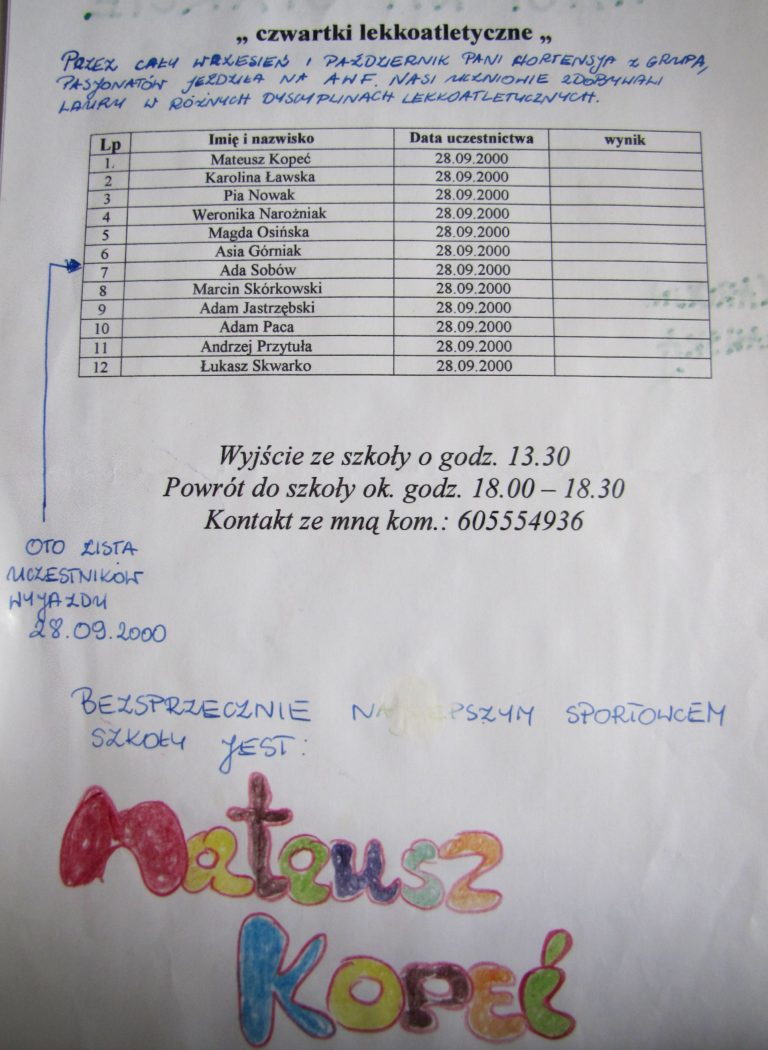 „ czwartki lekkoatletyczne „
PRZEZ CAŁY WRZESIEŃ I PAŹDZIERNIK PANI HORTENSJA Z GRUPĄ,
PASJONATÓW JEŹDZIŁA NA AWF. NASI UCZNIOWIE ZDOBYWALI
LAURY W RÓŻNYCH DYSCYPLINACH LEKKOATLETYCZNYCH.
Lp Imię i nazwisko Data uczestnictwa wynik
1. Mateusz Kopeć 28.09.2000
2 Karolina Ławska 28.09.2000
3 Pia Nowak 28.09.2000
4 Weronika Narożniak 28.09.2000
5 Magda Osińska 28.09.2000
6 Asia Górniak 28.09.2000
7 Ada Sobów 28.09.2000
8 Marcin Skórkowski 28.09.2000
9 Adam Jastrzębski 28.09.2000
10 Adam Paca 28.09.2000
11 Andrzej Przytuła 28.09.2000
12 Łukasz Skwarko 28.09.2000
Wyjście ze szkoły o godz. 13.30
Powrót do szkoły ok. godz. 18.00 – 18.30
Kontakt ze mną kom.: 605554936
OTO LISTA
UCZESTNIKÓW
WYJAZDU
28.09.2000
BEZSPRZECZNIE SPORTOWCEM
SZKOŁY JEST:
Mateusz
Kopeć